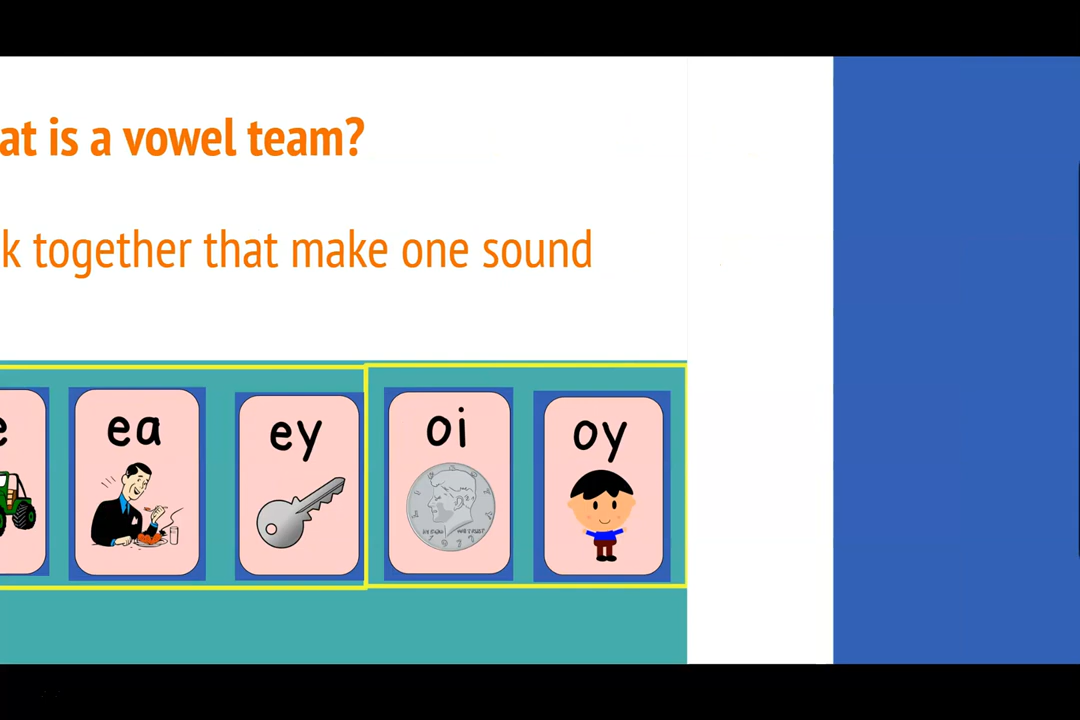 at is a vowel team?
k together that make one sound
e ea ey oi oy